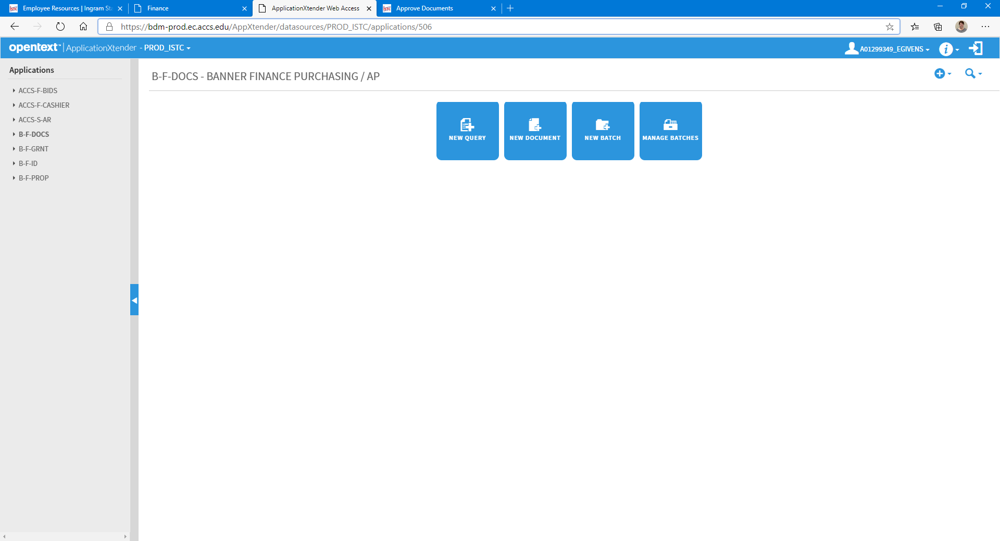 Employee Resources | Ingram St
Finance
ApplicationXtender Web Access
Approve Documents
https://bdm-prod.ec.accs.edu/AppXtender/datasources/PROD_ISTC/applications/506
opentext™ | ApplicationXtender - PROD_ISTC
A01299349_EGIVENS
Applications
B-F-DOCS - BANNER FINANCE PURCHASING / AP
ACCS-F-BIDS
ACCS-F-CASHIER
ACCS-S-AR
B-F-DOCS
B-F-GRNT
B-F-ID
B-F-PROP
NEW QUERY
NEW DOCUMENT
NEW BATCH
MANAGE BATCHES